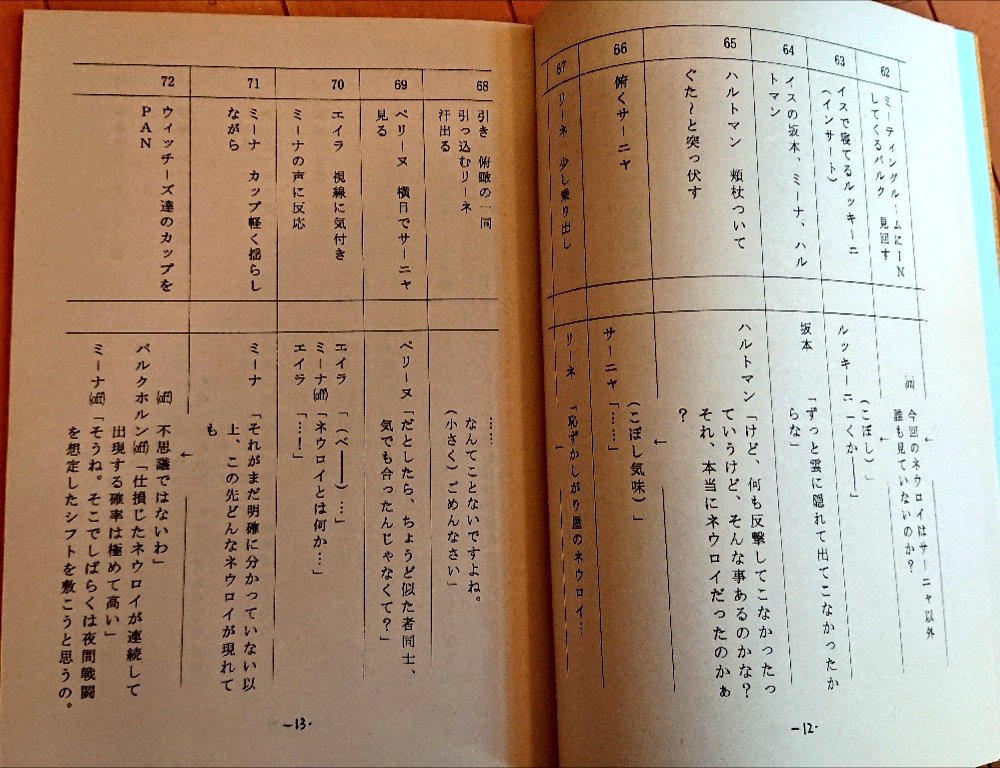 62
ミーティングルームにIN
してくるバルク　見回す
↓
(off)　今回のネウロイはサーニャ以外
誰も見ていないのか?
↓
63
イスで寝てるルッキーニ
(インサート)
(こぼし)
ルッキーニ「くかー」
64
イスの坂本、ミーナ、ハル
トマン
坂本　「ずっと雲に隠れて出てこなかったか
らな」
65
ハルトマン　頬杖ついて
ぐた〜と突っ伏す
ハルトマン「けど、何も反撃してこなかったっ
ていうけど、そんな事あるのかな?
それ、本当にネウロイだったのかぁ
?
↓
66
俯くサーニャ
(こぼし気味)
サーニャ　「……」
67
リーネ　少し乗り出し
リーネ　「恥ずかしがり屋のネウロイ…
↓
—12.
68
引き　俯瞰の一同
引っ込むリーネ
汗出る
……
なんてことないですよね。
(小さく)ごめんなさい」
69
ペリーヌ　横目でサーニャ
見る
ペリーヌ「だとしたら、ちょうど似た者同士、
気でも合ったんじゃなくて?」
70
エイラ　視線に気付き
ミーナの声に反応
エイラ　「(べー)…」
ミーナ(off)「ネウロイとは何か…」
エイラ　「…!」
71
ミーナ　カップ軽く揺らし
ながら
ミーナ　「それがまだ明確に分かっていない以
上、この先どんなネウロイが現れて
も
↓
72
ウィッチーズ達のカップを
PAN
(off)　不思議ではないわ」
バルクホルン(off)「仕損じたネウロイが連続して
出現する確率は極めて高い」
ミーナ(off)「そうね。そこでしばらくは夜間戦闘
を想定したシフトを敷こうと思うの。
—13.